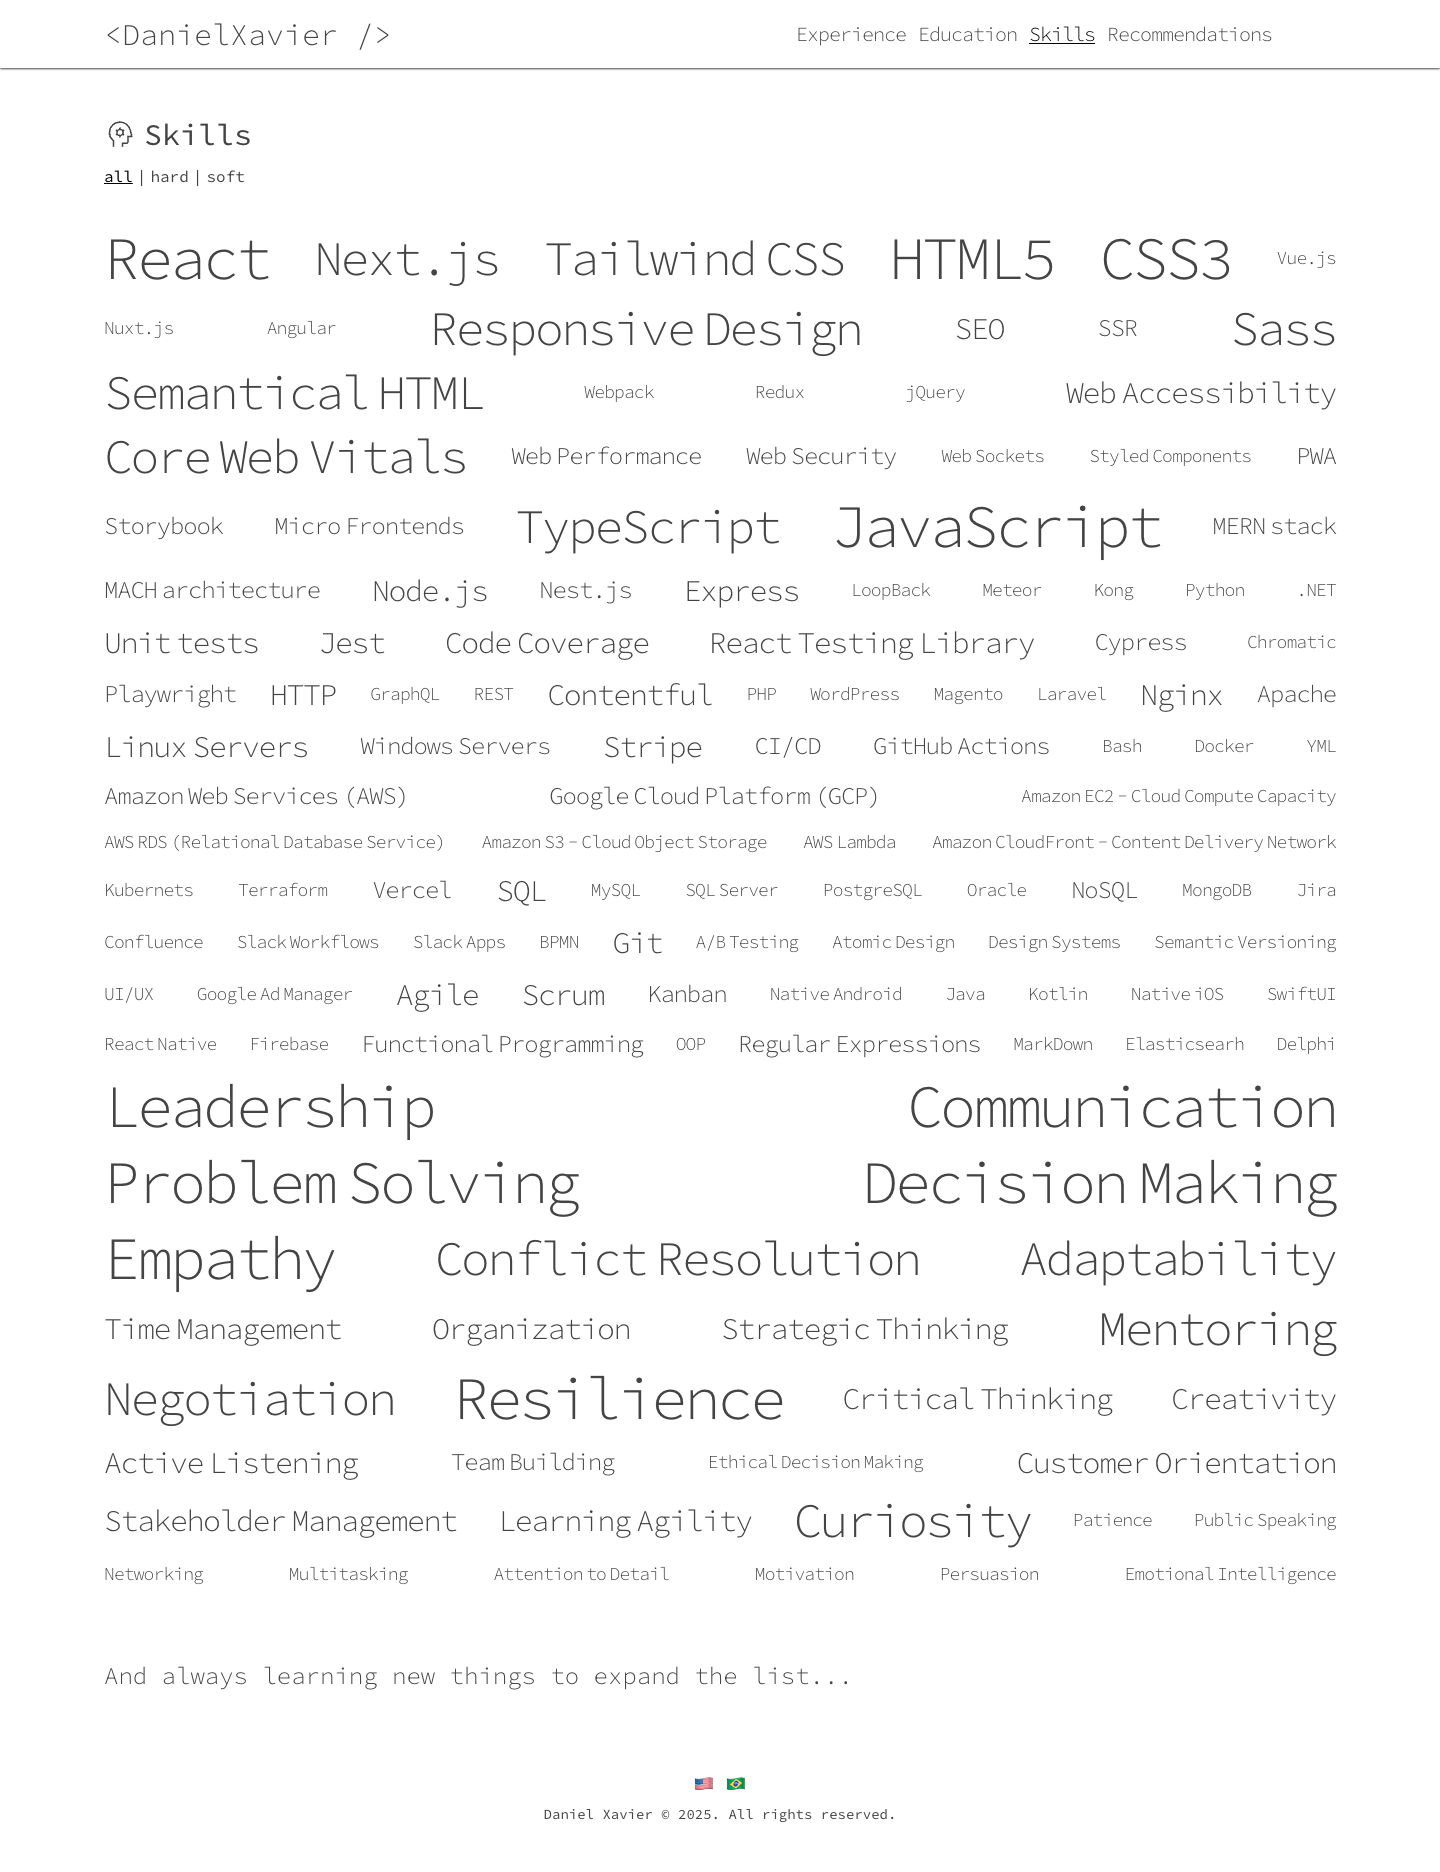 <DanielXavier />
Experience Education Skills Recommendations
Skills
all | hard | soft
React Next.js Tailwind CSS HTML5 CSS3 Vue.js
Nuxt.js Angular Responsive Design SEO SSR Sass
Semantical HTML Webpack Redux jQuery Web Accessibility
Core Web Vitals Web Performance Web Security Web Sockets Styled Components PWA
Storybook Micro Frontends TypeScript JavaScript MERN stack
MACH architecture Node.js Nest.js Express LoopBack Meteor Kong Python .NET
Unit tests Jest Code Coverage React Testing Library Cypress Chromatic
Playwright HTTP GraphQL REST Contentful PHP WordPress Magento Laravel Nginx Apache
Linux Servers Windows Servers Stripe CI/CD GitHub Actions Bash Docker YML
Amazon Web Services (AWS) Google Cloud Platform (GCP) Amazon EC2 - Cloud Compute Capacity
AWS RDS (Relational Database Service) Amazon S3 - Cloud Object Storage AWS Lambda Amazon CloudFront - Content Delivery Network
Kubernets Terraform Vercel SQL MySQL SQL Server PostgreSQL Oracle NoSQL MongoDB Jira
Confluence Slack Workflows Slack Apps BPMN Git A/B Testing Atomic Design Design Systems Semantic Versioning
UI/UX Google Ad Manager Agile Scrum Kanban Native Android Java Kotlin Native iOS SwiftUI
React Native Firebase Functional Programming OOP Regular Expressions MarkDown Elasticsearh Delphi
Leadership Communication
Problem Solving Decision Making
Empathy Conflict Resolution Adaptability
Time Management Organization Strategic Thinking Mentoring
Negotiation Resilience Critical Thinking Creativity
Active Listening Team Building Ethical Decision Making Customer Orientation
Stakeholder Management Learning Agility Curiosity Patience Public Speaking
Networking Multitasking Attention to Detail Motivation Persuasion Emotional Intelligence
And always learning new things to expand the list...
Daniel Xavier © 2025. All rights reserved.